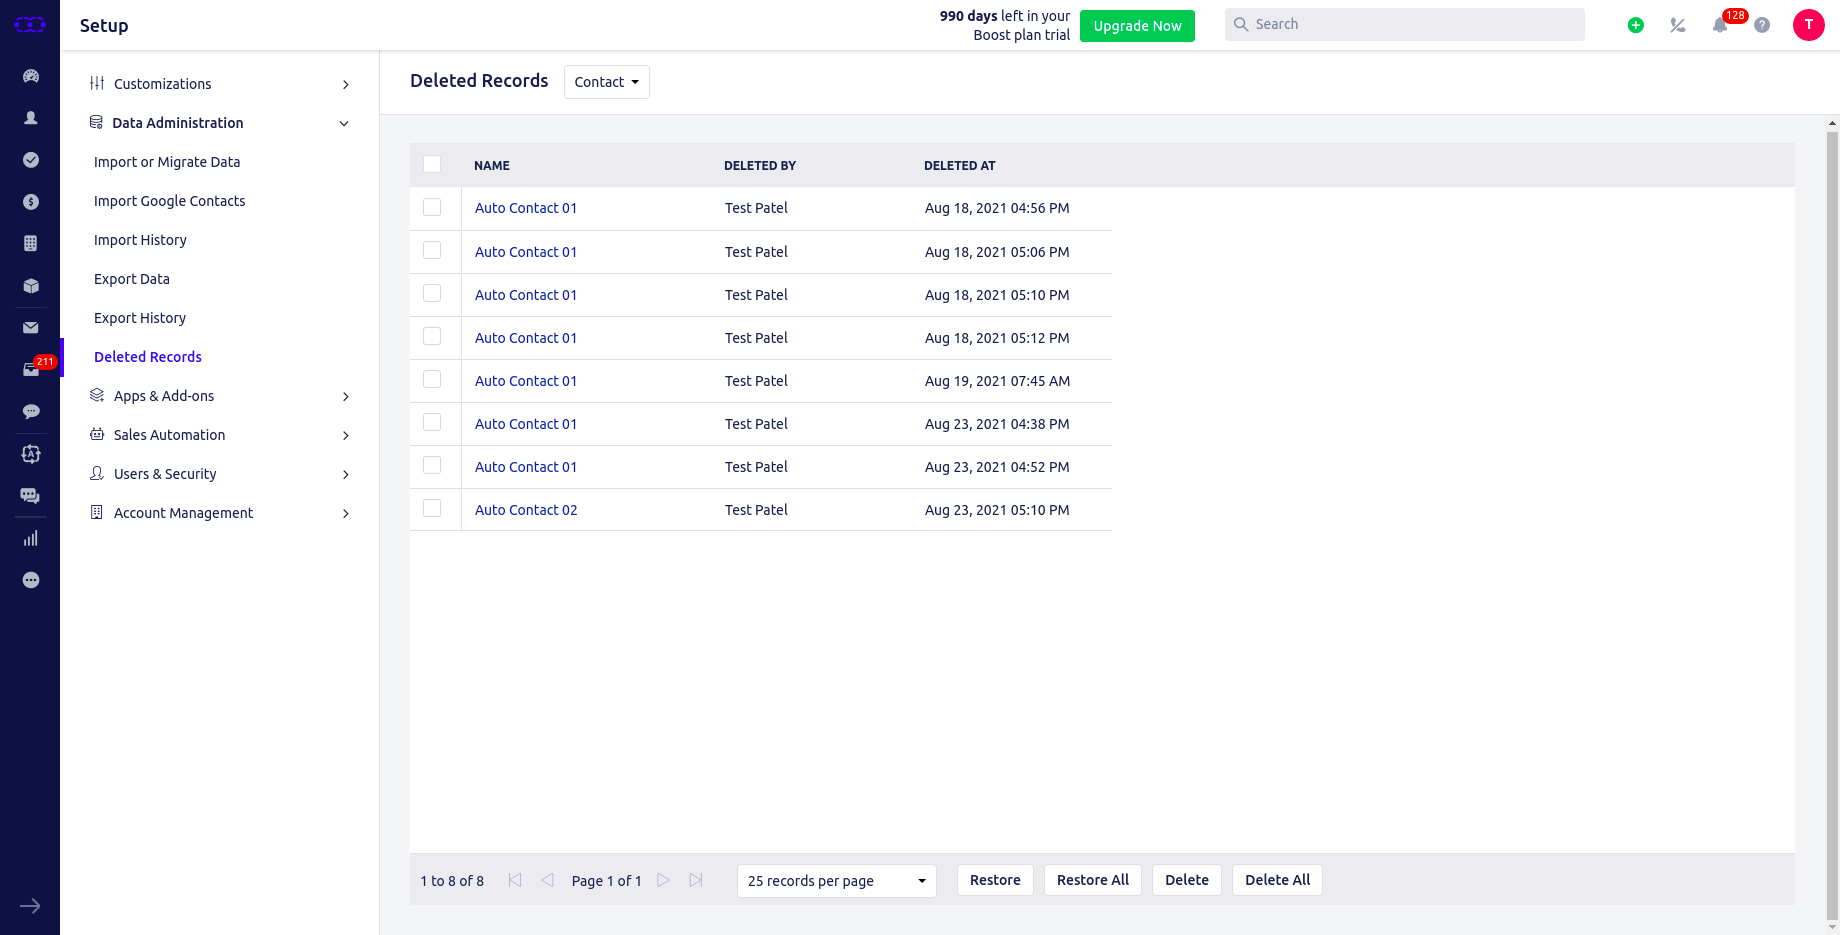 Setup
990 days left in your
Boost plan trial
Upgrade Now
Search
128
T
211
Customizations
Data Administration
Import or Migrate Data
Import Google Contacts
Import History
Export Data
Export History
Deleted Records
Apps & Add-ons
Sales Automation
Users & Security
Account Management
Deleted Records
Contact
NAME DELETED BY DELETED AT
Auto Contact 01 Test Patel Aug 18, 2021 04:56 PM
Auto Contact 01 Test Patel Aug 18, 2021 05:06 PM
Auto Contact 01 Test Patel Aug 18, 2021 05:10 PM
Auto Contact 01 Test Patel Aug 18, 2021 05:12 PM
Auto Contact 01 Test Patel Aug 19, 2021 07:45 AM
Auto Contact 01 Test Patel Aug 23, 2021 04:38 PM
Auto Contact 01 Test Patel Aug 23, 2021 04:52 PM
Auto Contact 02 Test Patel Aug 23, 2021 05:10 PM
1 to 8 of 8 Page 1 of 1 25 records per page Restore Restore All Delete Delete All